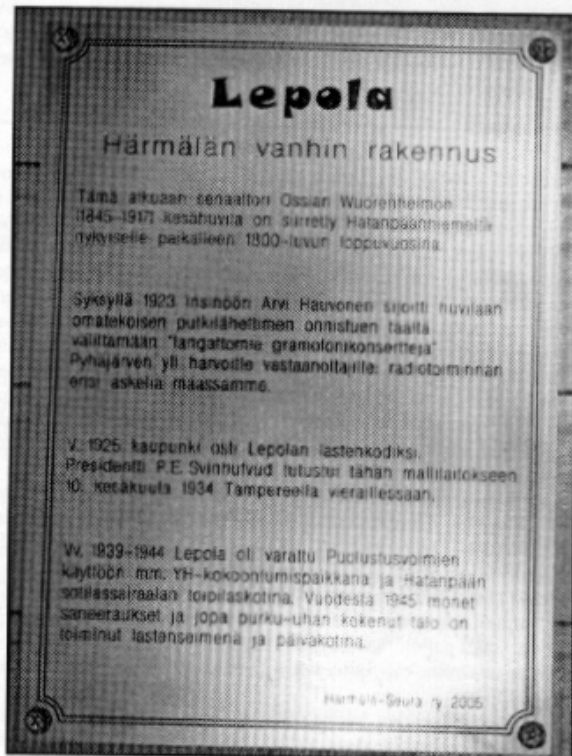 Lepola
Härmälän vanhin rakennus
Tämä alkuaan senaattori Ossian Wuorenheimon
(1845-1917) kesähuvila on siirretty Hatanpäänniemeltä
nykyiselle paikalleen 1800-luvun loppuvuosina.
Syksyllä 1923 insinööri Arvi Hauvonen sijoitti huvilaan
omatekoisen putkilähettimen onnistuen täältä
välittämään "langattomia gramofonikonsertteja"
Pyhäjärven yli harvoille vastaanottajille: radiotoiminnan
ensi askelia maassamme.
V. 1925 kaupunki osti Lepolan lastenkodiksi.
Presidentti P.E. Svinhufvud tutustui tähän mallilaitokseen
10. kesäkuuta 1934 Tampereella vieraillessaan.
Vv. 1939-1944 Lepola oli varattu Puolustusvoimien
käyttöön mm. YH-kokoontumispaikkana ja Hatanpään
sotilassairaalan toipilaskotina. Vuodesta 1945 monet
saneeraukset ja jopa purku-uhan kokenut talo on
toiminut lastenseimenä ja päiväkotina.
Härmälä-Seura ry 2005